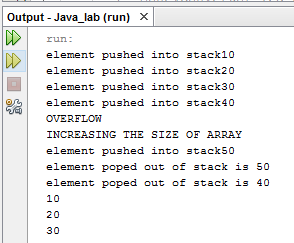 Output - Java_lab (run)
run:
element pushed into stack10
element pushed into stack20
element pushed into stack30
element pushed into stack40
OVERFLOW
INCREASING THE SIZE OF ARRAY
element pushed into stack50
element poped out of stack is 50
element poped out of stack is 40
10
20
30